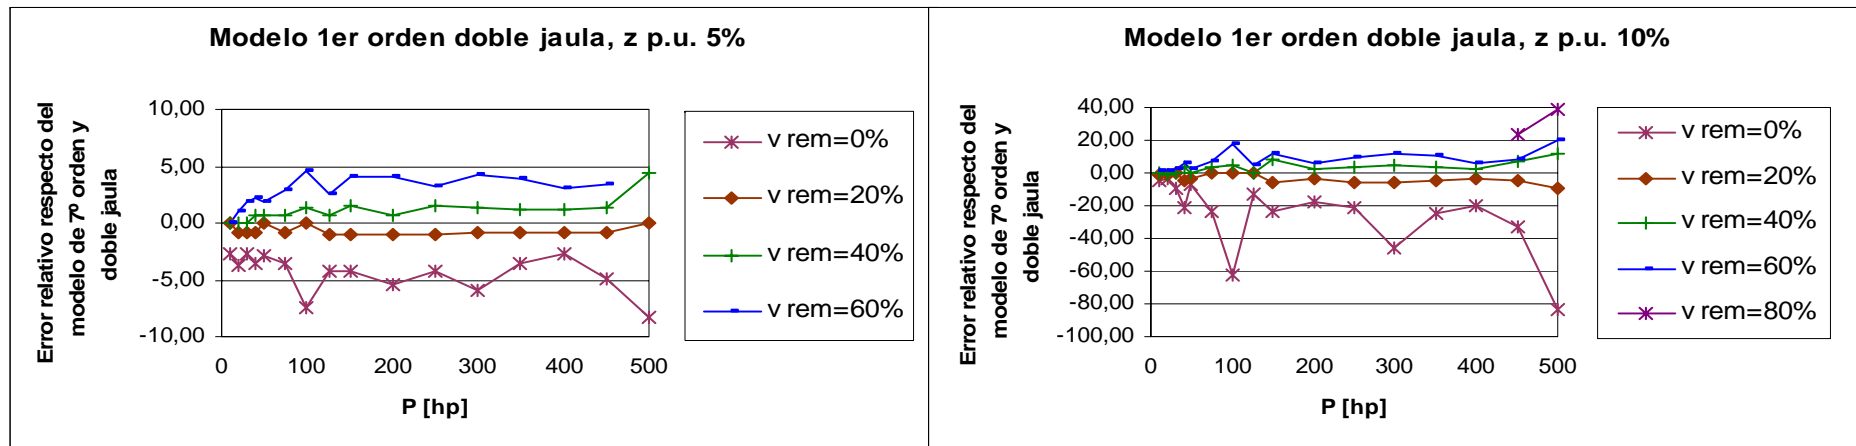 Modelo 1er orden doble jaula, z p.u. 5%
Error relativo respecto del
modelo de 7º orden y
doble jaula
10,00
5,00
0,00
-5,00
-10,00
0
100
200
300
400
500
P [hp]
v rem=0%
v rem=20%
v rem=40%
v rem=60%
Modelo 1er orden doble jaula, z p.u. 10%
Error relativo respecto del
modelo de 7º orden y
doble jaula
40,00
20,00
0,00
-20,00
-40,00
-60,00
-80,00
-100,00
0
100
200
300
400
500
P [hp]
v rem=0%
v rem=20%
v rem=40%
v rem=60%
v rem=80%